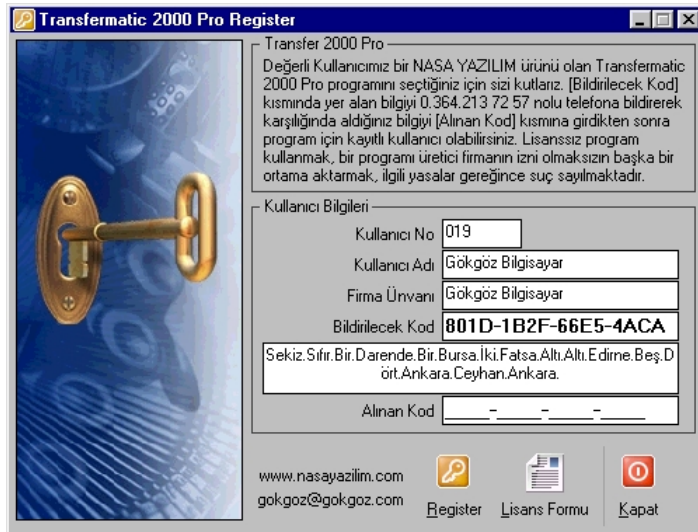 Transfermatic 2000 Pro Register
Transfer 2000 Pro
Değerli Kullanıcımız bir NASA YAZILIM ürünü olan Transfermatic
2000 Pro programını seçtiğiniz için sizi kutlarız. [Bildirilecek Kod]
kısmında yer alan bilgiyi 0.364.213 72 57 nolu telefona bildirerek
karşılığında aldığınız bilgiyi [Alınan Kod] kısmına girdikten sonra
program için kayıtlı kullanıcı olabilirsiniz. Lisanssız program
kullanmak, bir programı üretici firmanın izni olmaksızın başka bir
ortama aktarmak, ilgili yasalar gereğince suç sayılmaktadır.
Kullanıcı Bilgileri
Kullanıcı No 019
Kullanıcı Adı Gökgöz Bilgisayar
Firma Ünvanı Gökgöz Bilgisayar
Bildirilecek Kod 801D-1B2F-66E5-4ACA
Sekiz.Sıfır.Bir.Darende.Bir.Bursa.İki.Fatsa.Altı.Altı.Edirne.Beş.D
ört.Ankara.Ceyhan.Ankara.
Alınan Kod ____-____-____-____
www.nasayazilim.com
gokgoz@gokgoz.com
Register Lisans Formu Kapat